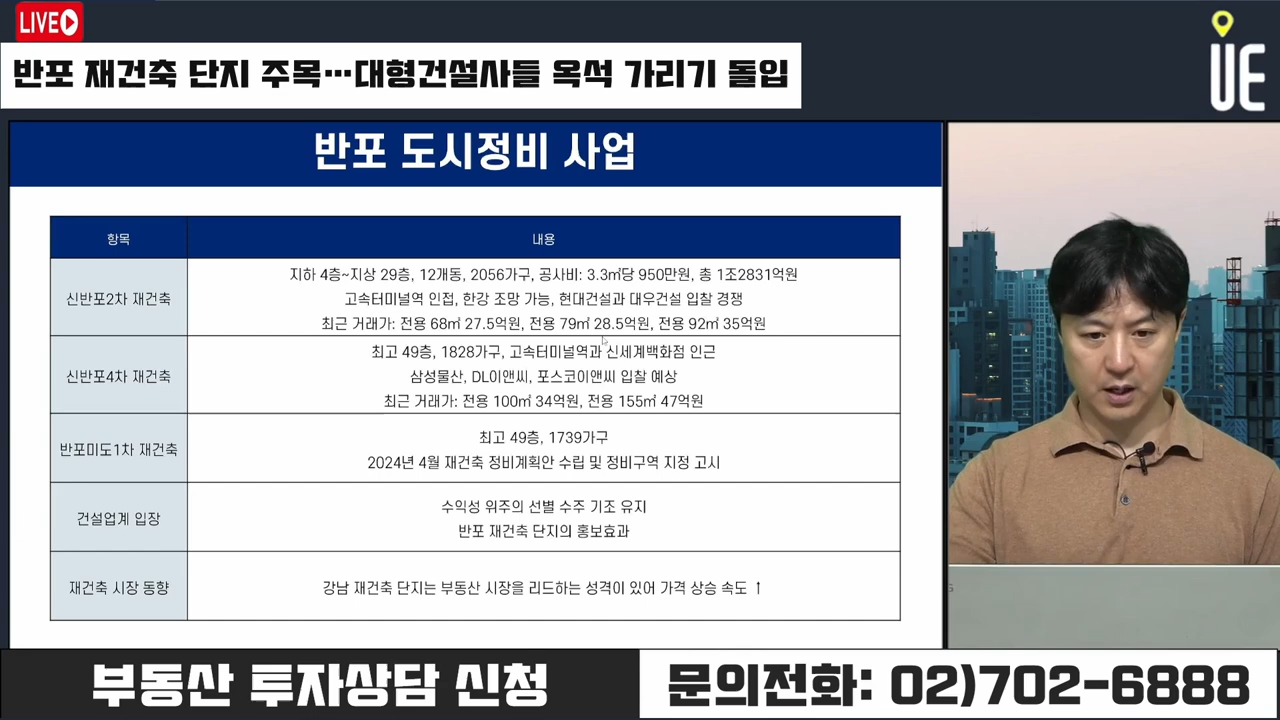 LIVE
UE
반포 재건축 단지 주목…대형건설사들 옥석 가리기 돌입
반포 도시정비 사업
항목
내용
신반포2차 재건축
지하 4층~지상 29층, 12개동, 2056가구, 공사비: 3.3㎡당 950만원, 총 1조2831억원
고속터미널역 인접, 한강 조망 가능, 현대건설과 대우건설 입찰 경쟁
최근 거래가: 전용 68㎡ 27.5억원, 전용 79㎡ 28.5억원, 전용 92㎡ 35억원
신반포4차 재건축
최고 49층, 1828가구, 고속터미널역과 신세계백화점 인근
삼성물산, DL이앤씨, 포스코이앤씨 입찰 예상
최근 거래가: 전용 100㎡ 34억원, 전용 155㎡ 47억원
반포미도1차 재건축
최고 49층, 1739가구
2024년 4월 재건축 정비계획안 수립 및 정비구역 지정 고시
건설업계 입장
수익성 위주의 선별 수주 기조 유지
반포 재건축 단지의 홍보효과
재건축 시장 동향
강남 재건축 단지는 부동산 시장을 리드하는 성격이 있어 가격 상승 속도 ↑
부동산 투자상담 신청
문의전화: 02)702-6888